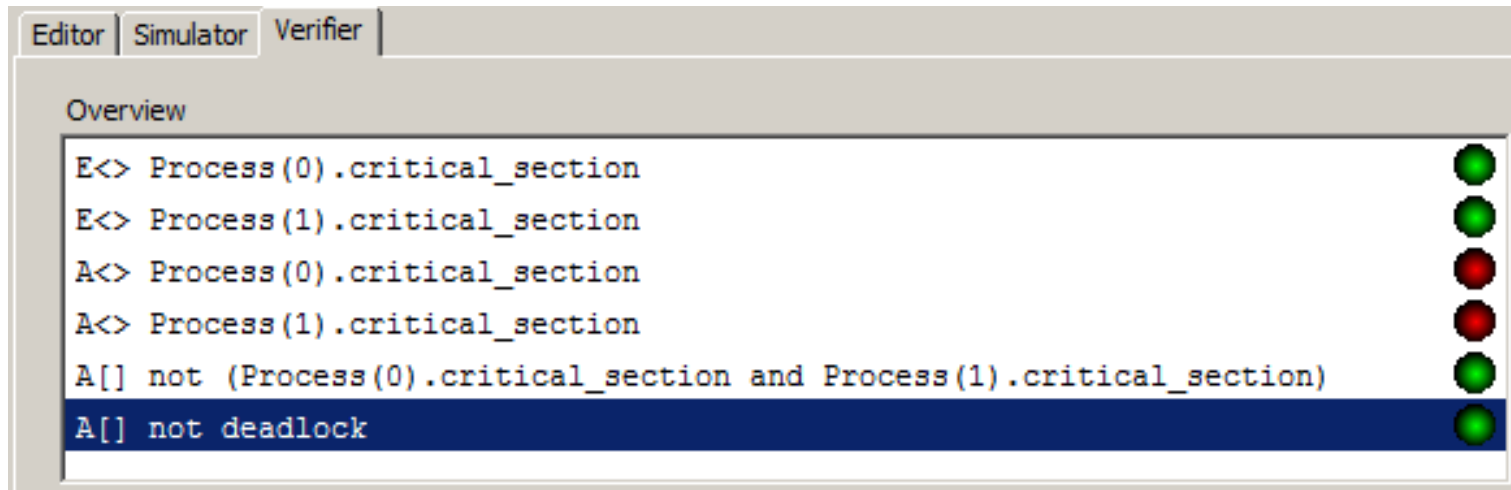 Editor Simulator Verifier
Overview
E<> Process(0).critical_section
E<> Process(1).critical_section
A<> Process(0).critical_section
A<> Process(1).critical_section
A[] not (Process(0).critical_section and Process(1).critical_section)
A[] not deadlock